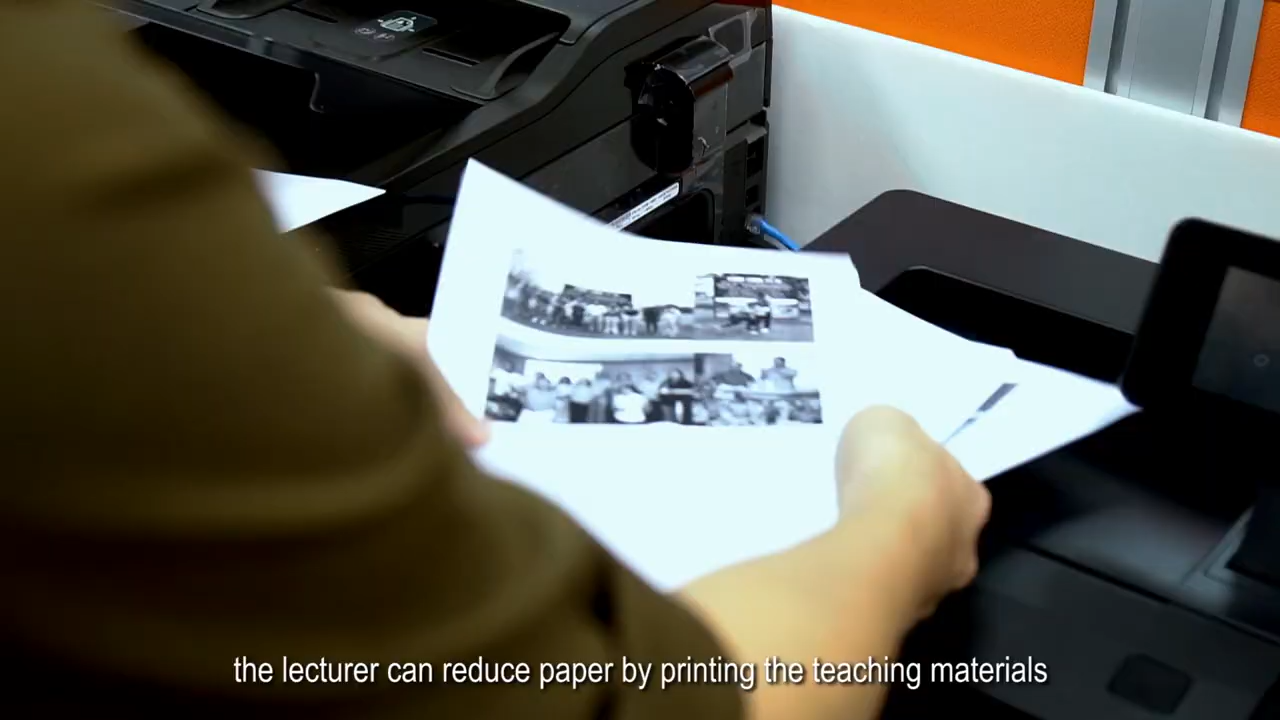 the lecturer can reduce paper by printing the teaching materials